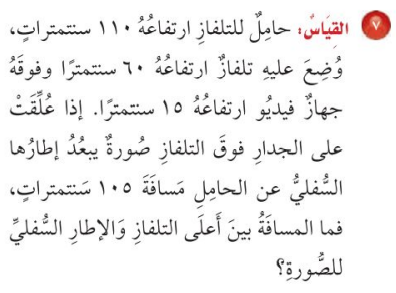 ٧ القِيَاسُ: حامِلٌ للتلفازِ ارتفاعُهُ ١١٠ سنتمتراتٍ،
وُضِعَ عليهِ تلفازٌ ارتفاعُهُ ٦٠ سنتمترًا وفوقَهُ
جهازُ فيديُو ارتفاعُهُ ١٥ سنتمترًا. إذا عُلِّقَتْ
على الجدارِ فوقَ التلفازِ صُورةٌ يبعُدُ إطارُها
السُّفليُّ عن الحامِلِ مَسافَةَ ١٠٥ سَنتمتراتٍ،
فما المسافَةُ بينَ أَعلَى التلفازِ وَالإطارِ السُّفليِّ
للصُّورةِ؟